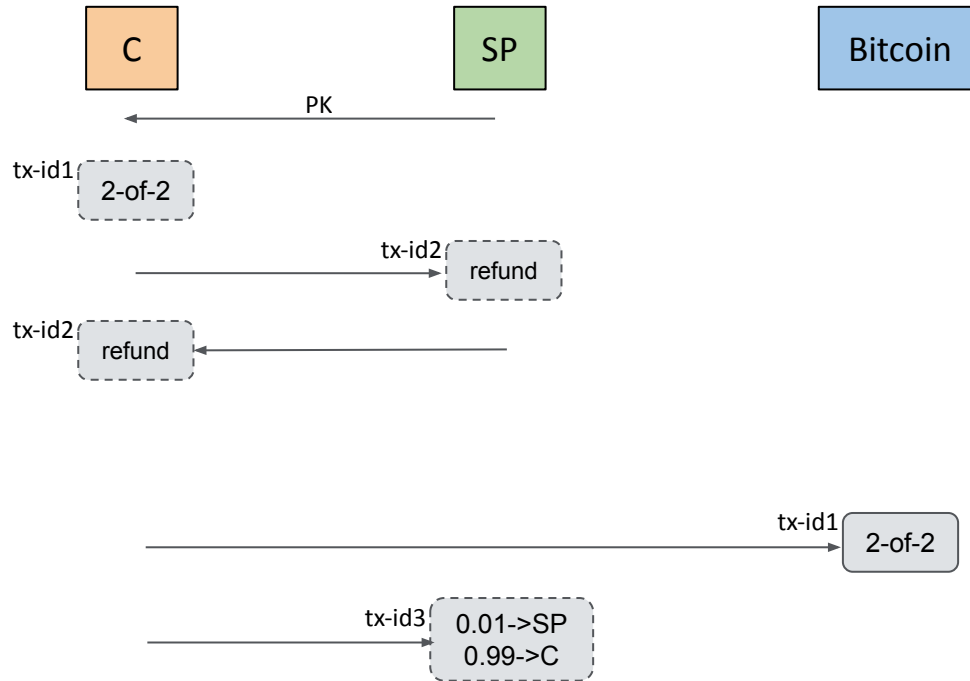 C
SP
Bitcoin
PK
tx-id1
2-of-2
tx-id2
refund
tx-id2
refund
tx-id1
2-of-2
tx-id3
0.01->SP
0.99->C